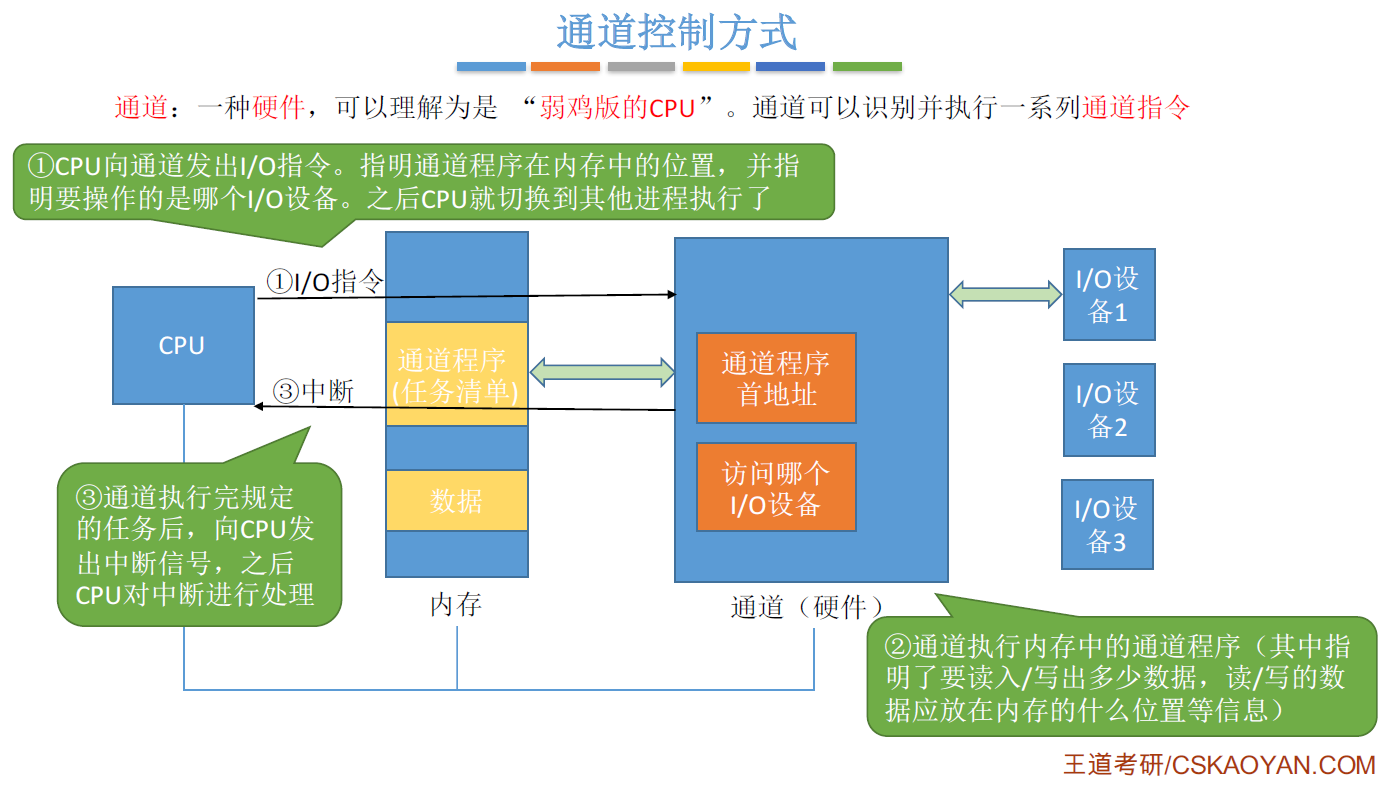 通道控制方式
通道：一种硬件，可以理解为是 “弱鸡版的CPU”。通道可以识别并执行一系列通道指令
①CPU向通道发出I/O指令。指明通道程序在内存中的位置，并指
明要操作的是哪个I/O设备。之后CPU就切换到其他进程执行了
①I/O指令
CPU
通道程序
(任务清单)
③中断
数据
内存
通道程序
首地址
访问哪个
I/O设备
通道（硬件）
I/O设
备1
I/O设
备2
I/O设
备3
③通道执行完规定
的任务后，向CPU发
出中断信号，之后
CPU对中断进行处理
②通道执行内存中的通道程序（其中指
明了要读入/写出多少数据，读/写的数
据应放在内存的什么位置等信息）
王道考研/CSKAOYAN.COM